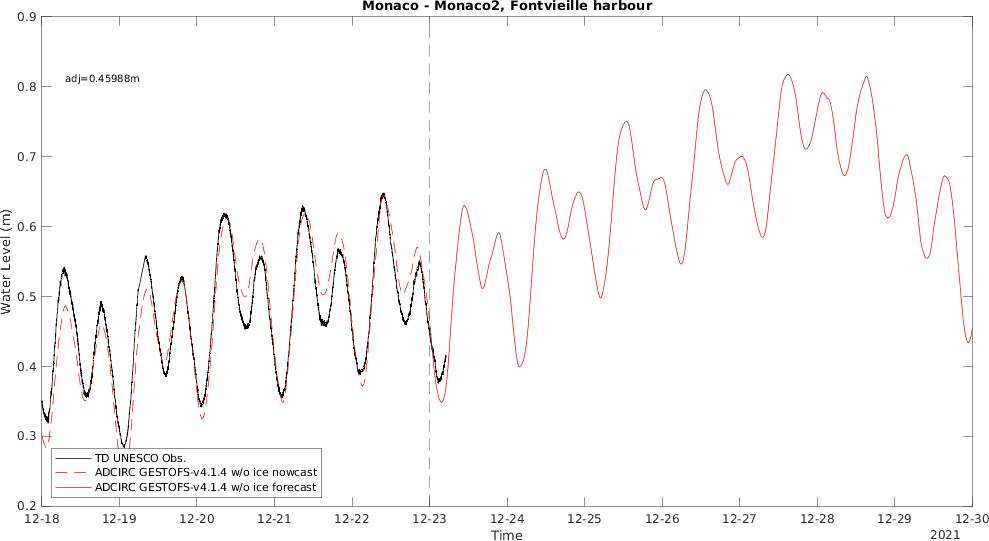 Monaco - Monaco2, Fontvieille harbour
0.9
adj=0.45988m
0.8
0.7
0.6
Water Level (m)
0.5
0.4
0.3
TD UNESCO Obs.
ADCIRC GESTOFS-v4.1.4 w/o ice nowcast
ADCIRC GESTOFS-v4.1.4 w/o ice forecast
0.2
12-18 12-19 12-20 12-21 12-22 12-23 12-24 12-25 12-26 12-27 12-28 12-29 12-30
Time
2021